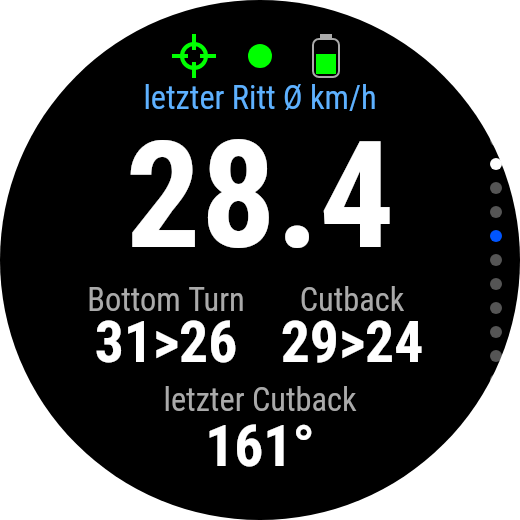 letzter Ritt Ø km/h
28.4
Bottom Turn Cutback
31>26 29>24
letzter Cutback
161°